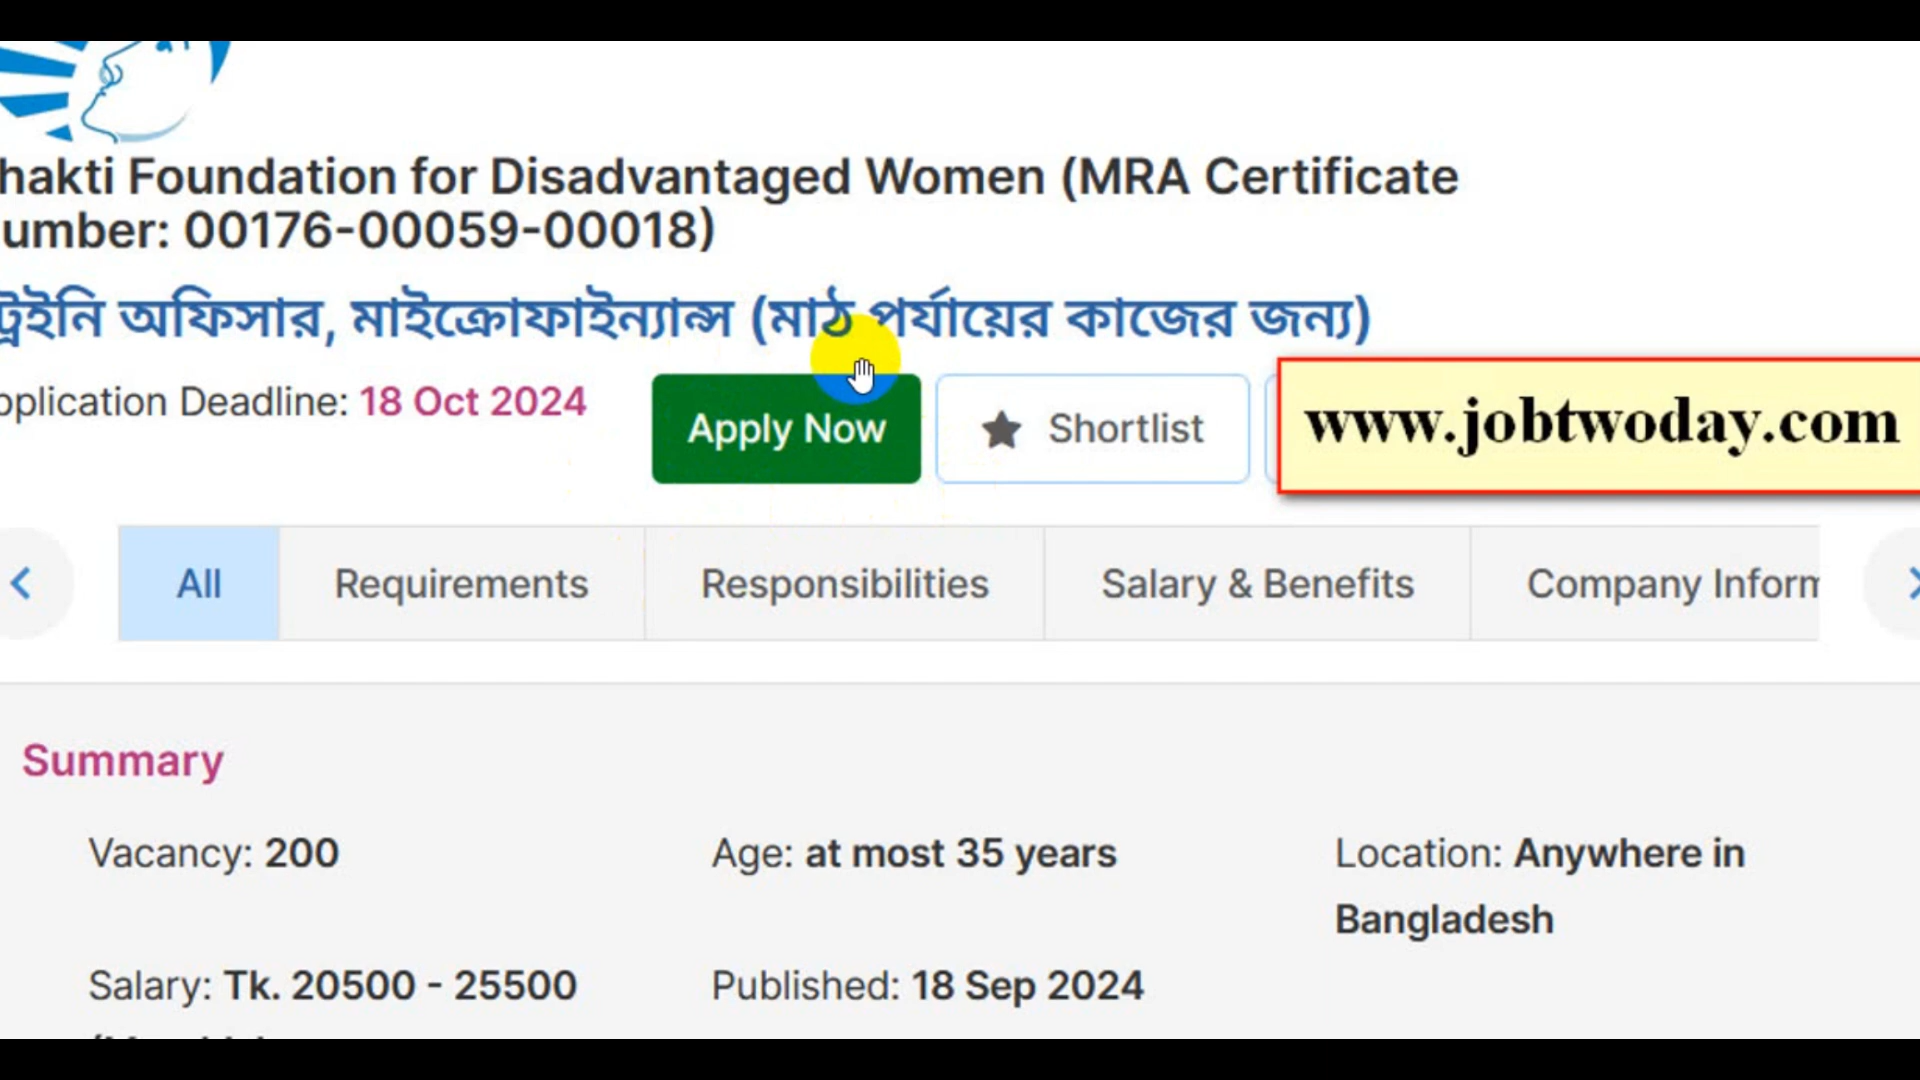 hakti Foundation for Disadvantaged Women (MRA Certificate
umber: 00176-00059-00018)
ট্রেইনি অফিসার, মাইক্রোফাইন্যান্স (মাঠ পর্যায়ের কাজের জন্য)
pplication Deadline: 18 Oct 2024
Apply Now
Shortlist
www.jobtwoday.com
All
Requirements
Responsibilities
Salary & Benefits
Company Inform
Summary
Vacancy: 200
Age: at most 35 years
Location: Anywhere in
Bangladesh
Salary: Tk. 20500 - 25500
Published: 18 Sep 2024